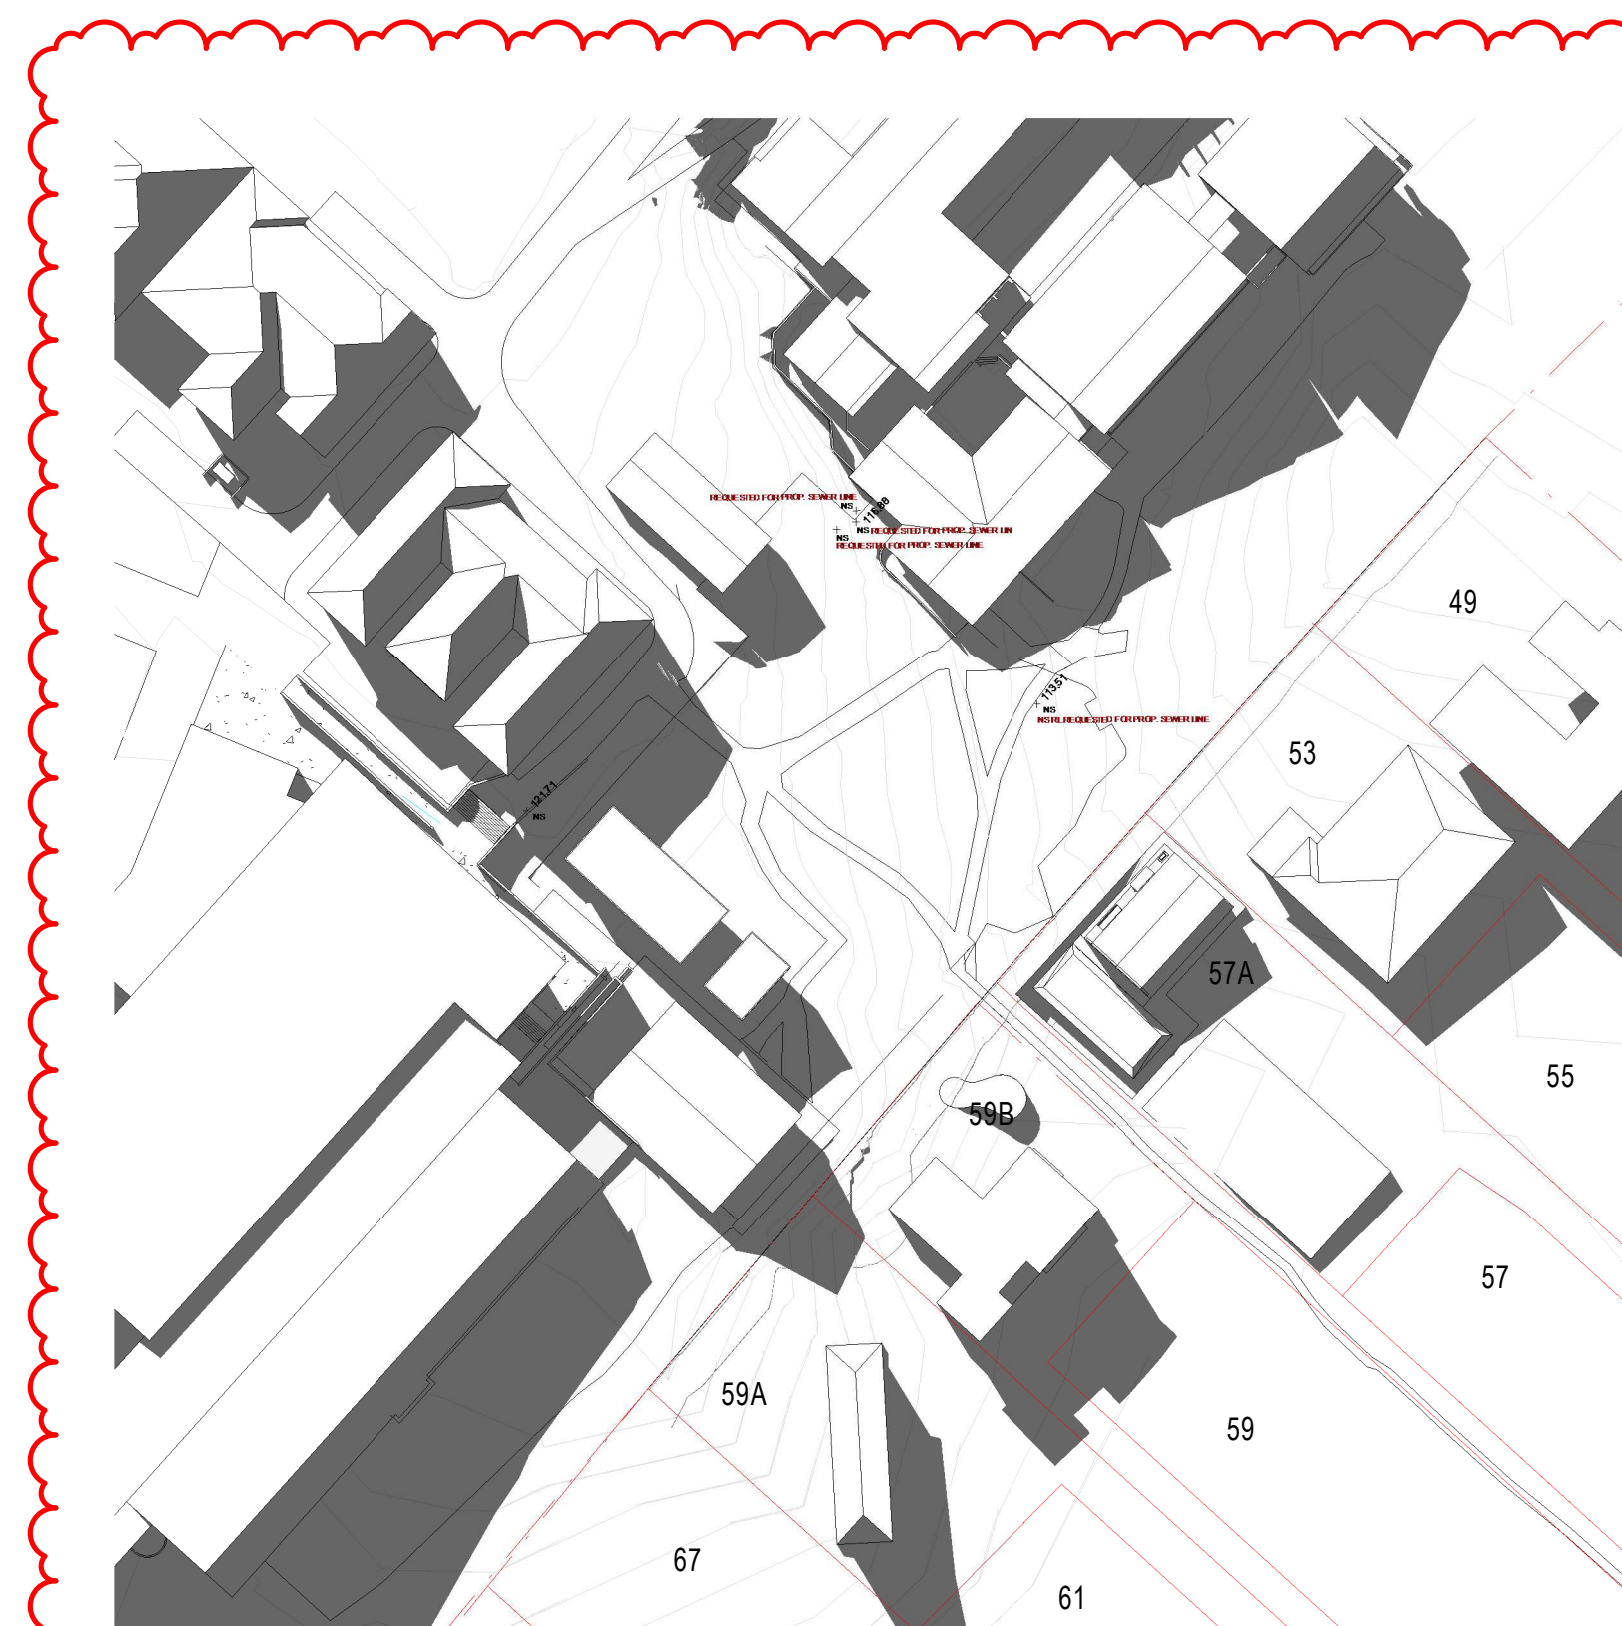 REQUESTED FOR PROP. SEWER LINE
NS
116.88
NS REQUESTED FOR PROP. SEWER LIN
NS
REQUESTED FOR PROP. SEWER LINE
49
113.51
NS
NS RL REQUESTED FOR PROP. SEWER LINE
53
121.71
NS
57A
55
59B
57
59A
59
67
61